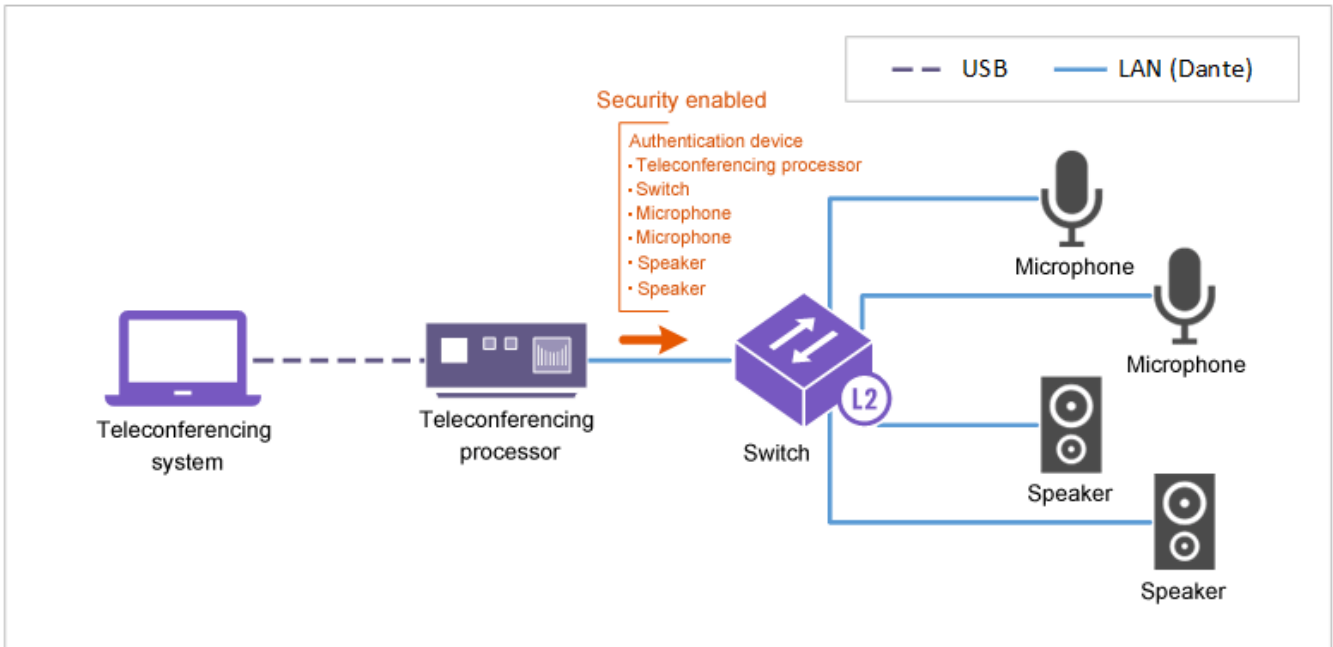 USB
LAN (Dante)
Security enabled
Authentication device
・Teleconferencing processor
・Switch
・Microphone
・Microphone
・Speaker
・Speaker
Microphone
Microphone
L2
Teleconferencing
system
Teleconferencing
processor
Switch
Speaker
Speaker